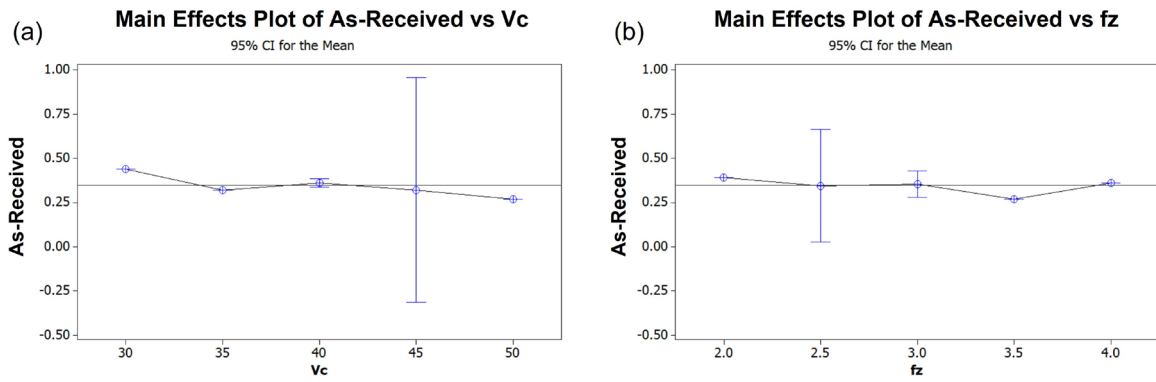 (a)
Main Effects Plot of As-Received vs Vc
95% CI for the Mean
As-Received
1.00
0.75
0.50
0.25
0.00
-0.25
-0.50
30 35 40 45 50
Vc
(b)
Main Effects Plot of As-Received vs fz
95% CI for the Mean
As-Received
1.00
0.75
0.50
0.25
0.00
-0.25
-0.50
2.0 2.5 3.0 3.5 4.0
fz